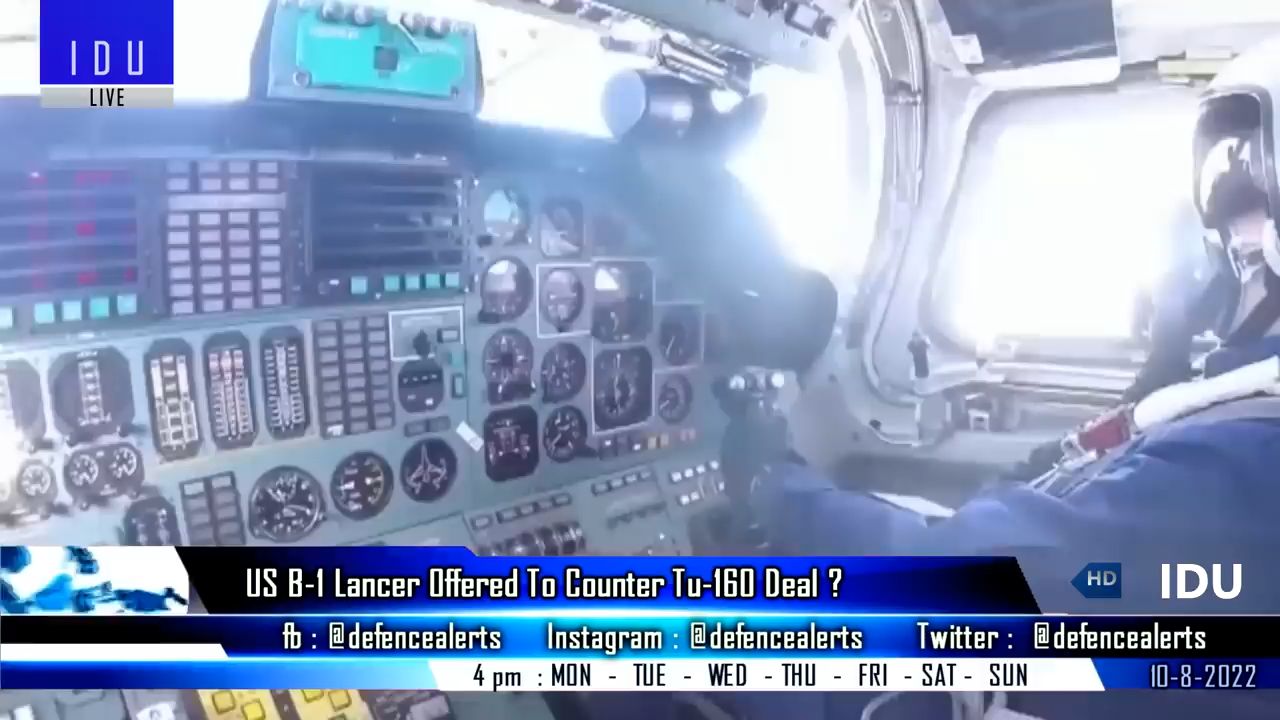 IDU
LIVE
US B-1 Lancer Offered To Counter Tu-160 Deal ?
HD
IDU
fb : @defencealerts Instagram : @defencealerts Twitter : @defencealerts
4 pm : MON - TUE - WED - THU - FRI - SAT - SUN
10-8-2022